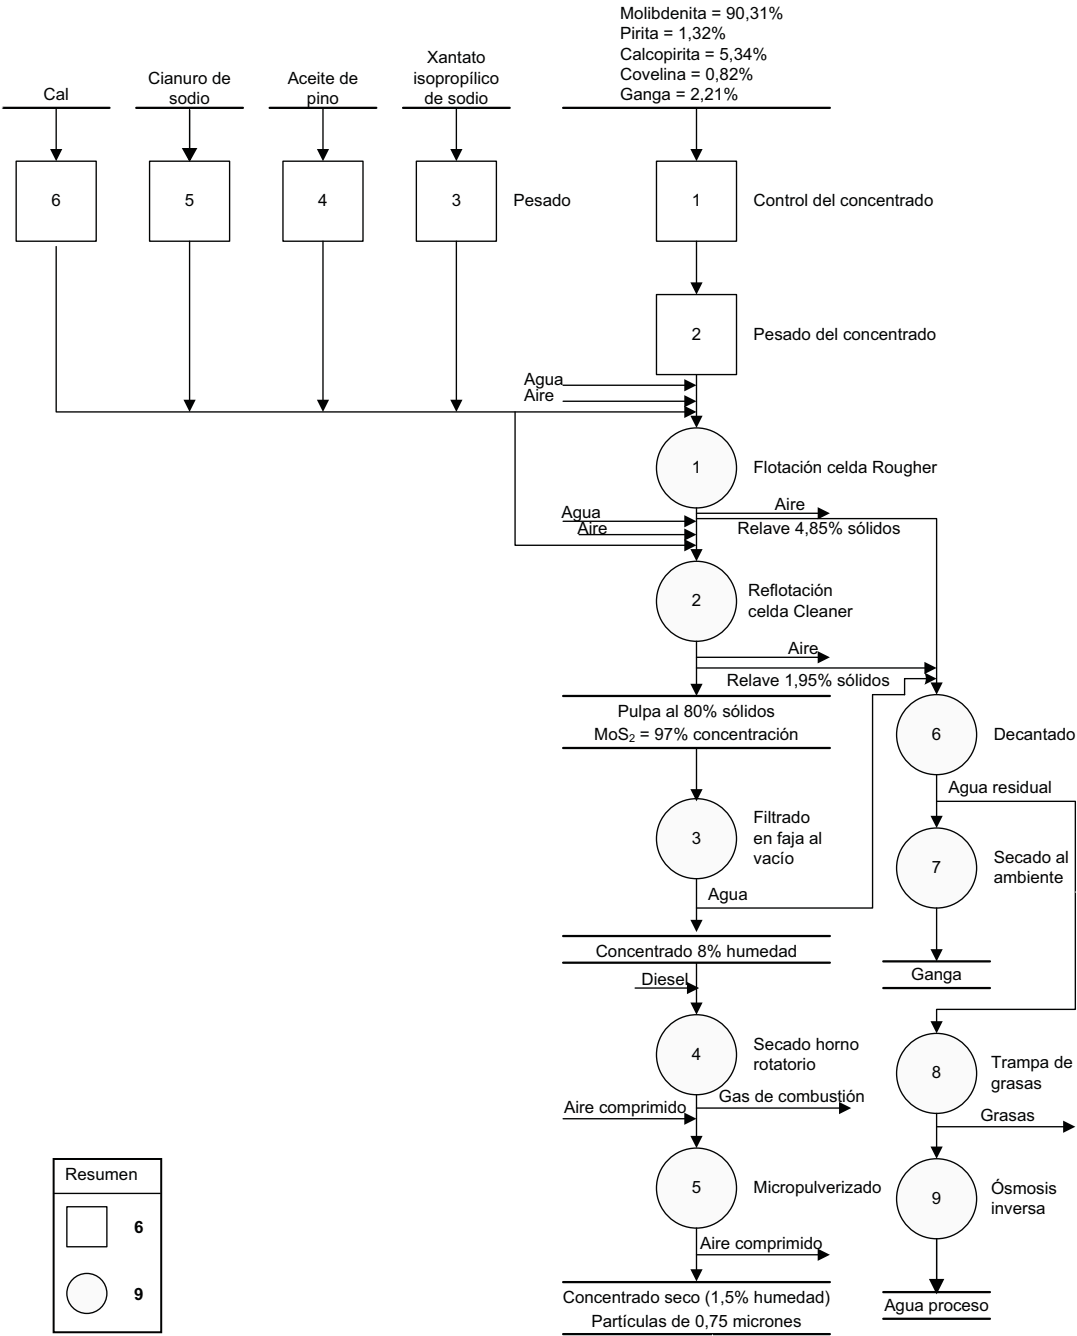 Molibdenita = 90,31%
Pirita = 1,32%
Calcopirita = 5,34%
Covelina = 0,82%
Ganga = 2,21%
Cal
Cianuro de
sodio
Aceite de
pino
Xantato
isopropílico
de sodio
6
5
4
3
Pesado
1
Control del concentrado
2
Pesado del concentrado
Agua
Aire
1
Flotación celda Rougher
Aire
Relave 4,85% sólidos
Agua
Aire
2
Reflotación
celda Cleaner
Aire
Relave 1,95% sólidos
Pulpa al 80% sólidos
MoS₂ = 97% concentración
6
Decantado
Agua residual
3
Filtrado
en faja al
vacío
7
Secado al
ambiente
Agua
Concentrado 8% humedad
Ganga
Diesel
4
Secado horno
rotatorio
8
Trampa de
grasas
Gas de combustión
Aire comprimido
Grasas
5
Micropulverizado
9
Ósmosis
inversa
Aire comprimido
Concentrado seco (1,5% humedad)
Partículas de 0,75 micrones
Agua proceso
Resumen
6
9